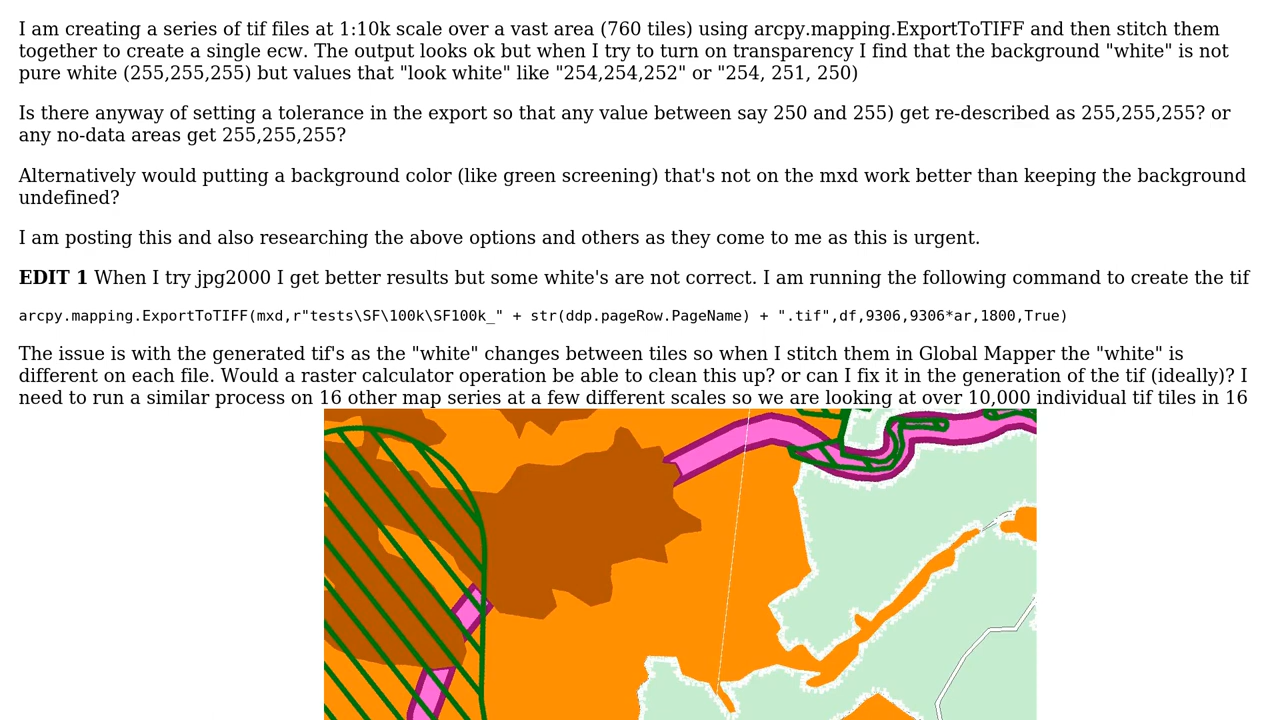 I am creating a series of tif files at 1:10k scale over a vast area (760 tiles) using arcpy.mapping.ExportToTIFF and then stitch them
together to create a single ecw. The output looks ok but when I try to turn on transparency I find that the background "white" is not
pure white (255,255,255) but values that "look white" like "254,254,252" or "254, 251, 250)
Is there anyway of setting a tolerance in the export so that any value between say 250 and 255) get re-described as 255,255,255? or
any no-data areas get 255,255,255?
Alternatively would putting a background color (like green screening) that's not on the mxd work better than keeping the background
undefined?
I am posting this and also researching the above options and others as they come to me as this is urgent.
EDIT 1 When I try jpg2000 I get better results but some white's are not correct. I am running the following command to create the tif
arcpy.mapping.ExportToTIFF(mxd,r"tests\SF\100k\SF100k_" + str(ddp.pageRow.PageName) + ".tif",df,9306,9306*ar,1800,True)
The issue is with the generated tif's as the "white" changes between tiles so when I stitch them in Global Mapper the "white" is
different on each file. Would a raster calculator operation be able to clean this up? or can I fix it in the generation of the tif (ideally)? I
need to run a similar process on 16 other map series at a few different scales so we are looking at over 10,000 individual tif tiles in 16